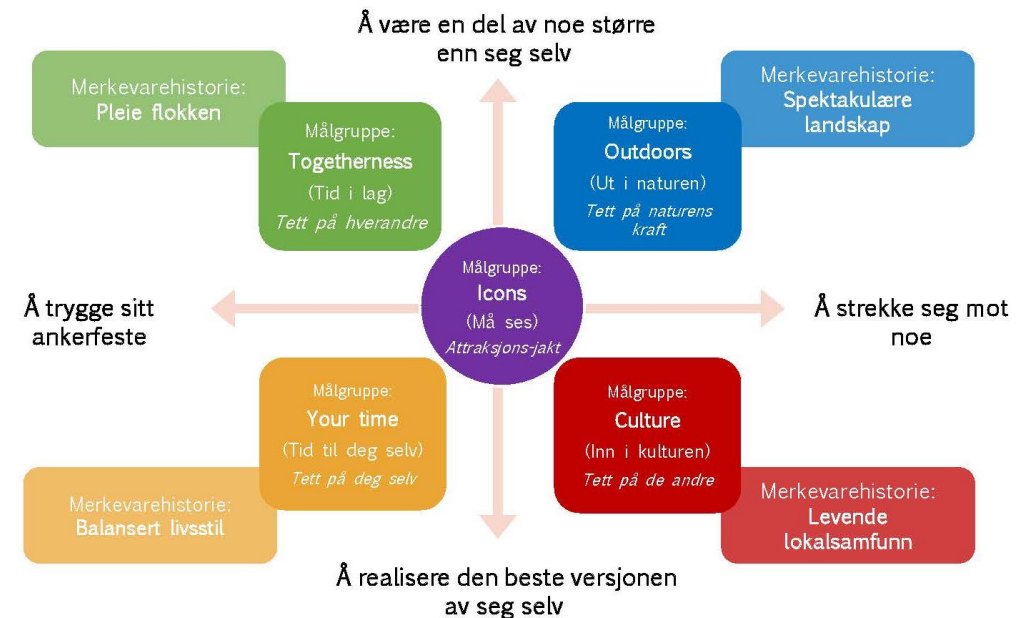 Å være en del av noe større
enn seg selv
Merkevarehistorie:
Pleie flokken
Målgruppe:
Togetherness
(Tid i lag)
Tett på hverandre
Målgruppe:
Outdoors
(Ut i naturen)
Tett på naturens
kraft
Merkevarehistorie:
Spektakulære
landskap
Å trygge sitt
ankerfeste
Målgruppe:
Icons
(Må ses)
Attraksjons-jakt
Å strekke seg mot
noe
Målgruppe:
Your time
(Tid til deg selv)
Tett på deg selv
Merkevarehistorie:
Balansert livsstil
Målgruppe:
Culture
(Inn i kulturen)
Tett på de andre
Merkevarehistorie:
Levende
lokalsamfunn
Å realisere den beste versjonen
av seg selv